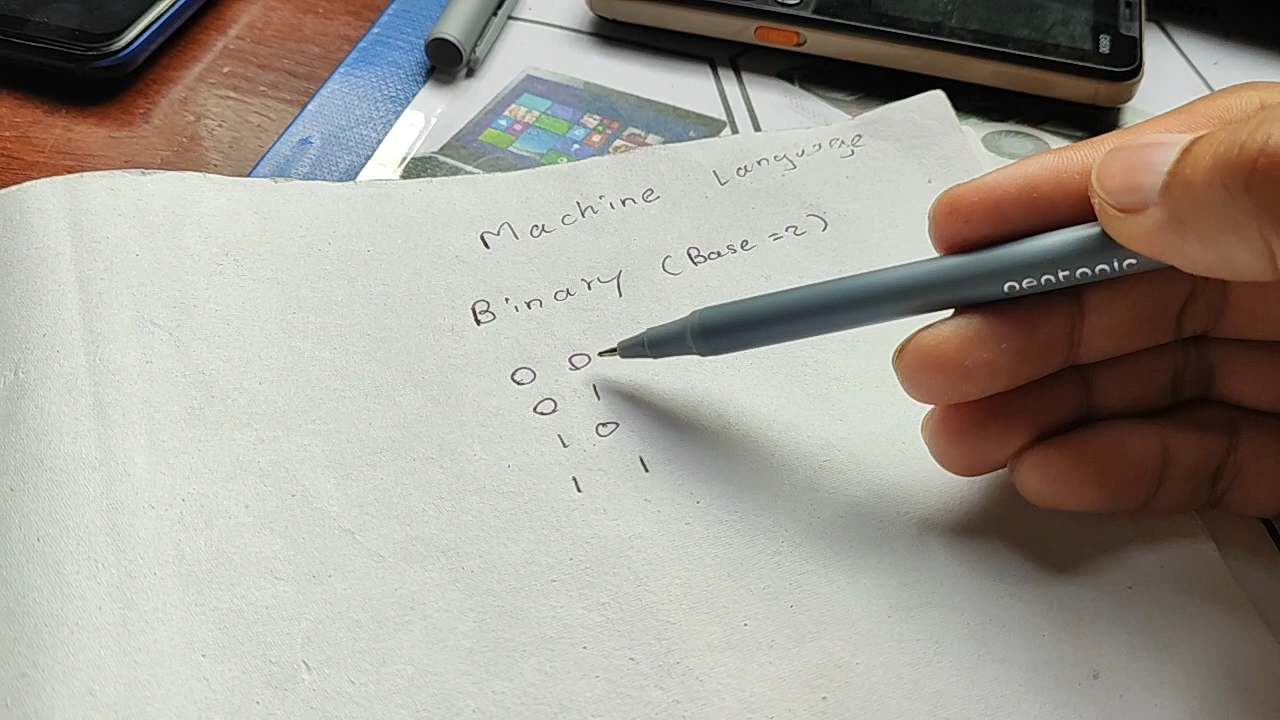 Machine Language
Binary (Base = 2)
0 0
0 1
1 0
1 1
pentonic